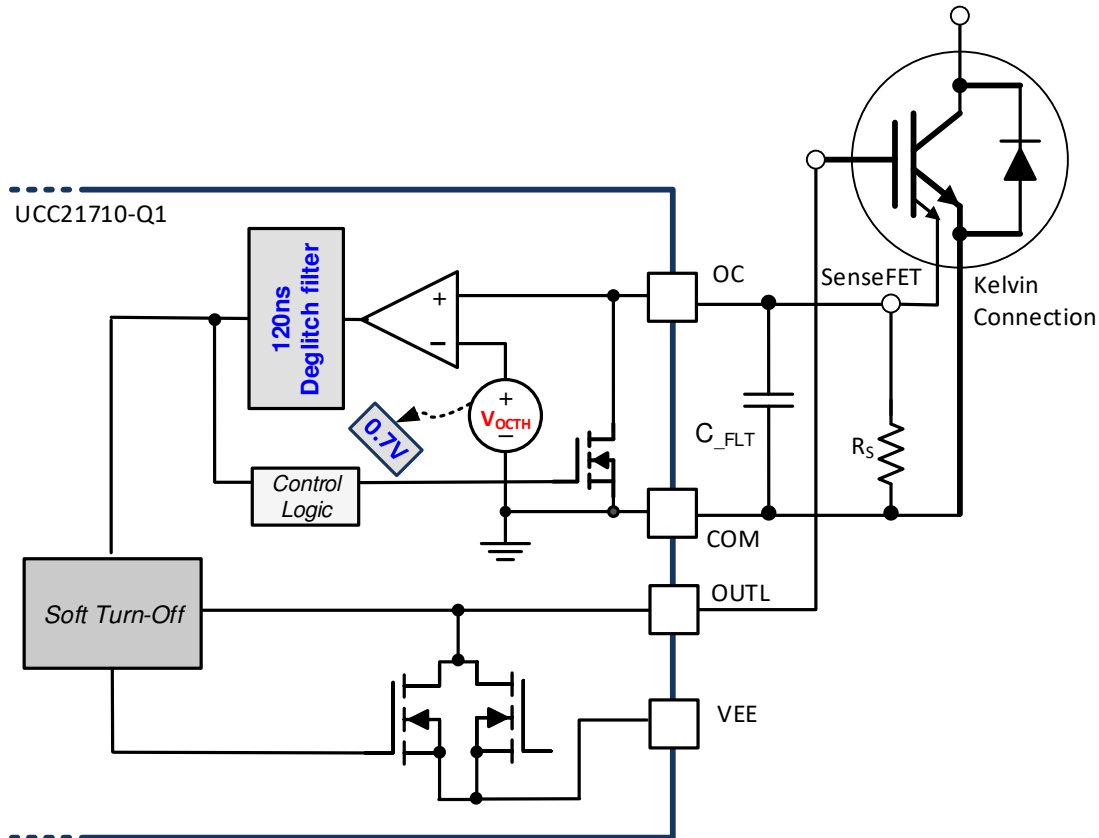 UCC21710-Q1
120ns
Deglitch filter
+
−
+
VOCTH
−
0.7V
Control
Logic
Soft Turn-Off
OC
COM
OUTL
VEE
C_FLT
RS
SenseFET
Kelvin
Connection